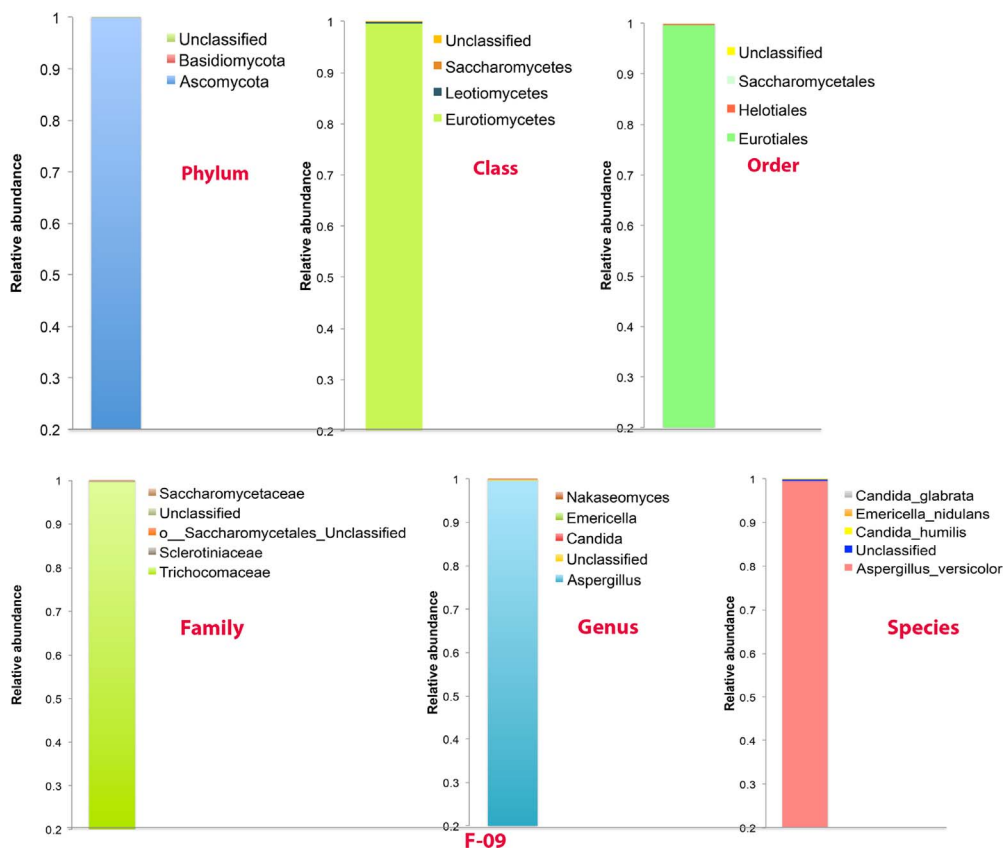 Relative abundance
1
0.9
0.8
0.7
0.6
0.5
0.4
0.3
0.2
Unclassified
Basidiomycota
Ascomycota
Phylum
Relative abundance
1
0.9
0.8
0.7
0.6
0.5
0.4
0.3
0.2
Unclassified
Saccharomycetes
Leotiomycetes
Eurotiomycetes
Class
Relative abundance
1
0.9
0.8
0.7
0.6
0.5
0.4
0.3
0.2
Unclassified
Saccharomycetales
Helotiales
Eurotiales
Order
Relative abundance
1
0.9
0.8
0.7
0.6
0.5
0.4
0.3
0.2
Saccharomycetaceae
Unclassified
o__Saccharomycetales_Unclassified
Sclerotiniaceae
Trichocomaceae
Family
Relative abundance
1
0.9
0.8
0.7
0.6
0.5
0.4
0.3
0.2
Nakaseomyces
Emericella
Candida
Unclassified
Aspergillus
Genus
Relative abundance
1
0.9
0.8
0.7
0.6
0.5
0.4
0.3
0.2
Candida_glabrata
Emericella_nidulans
Candida_humilis
Unclassified
Aspergillus_versicolor
Species
F-09